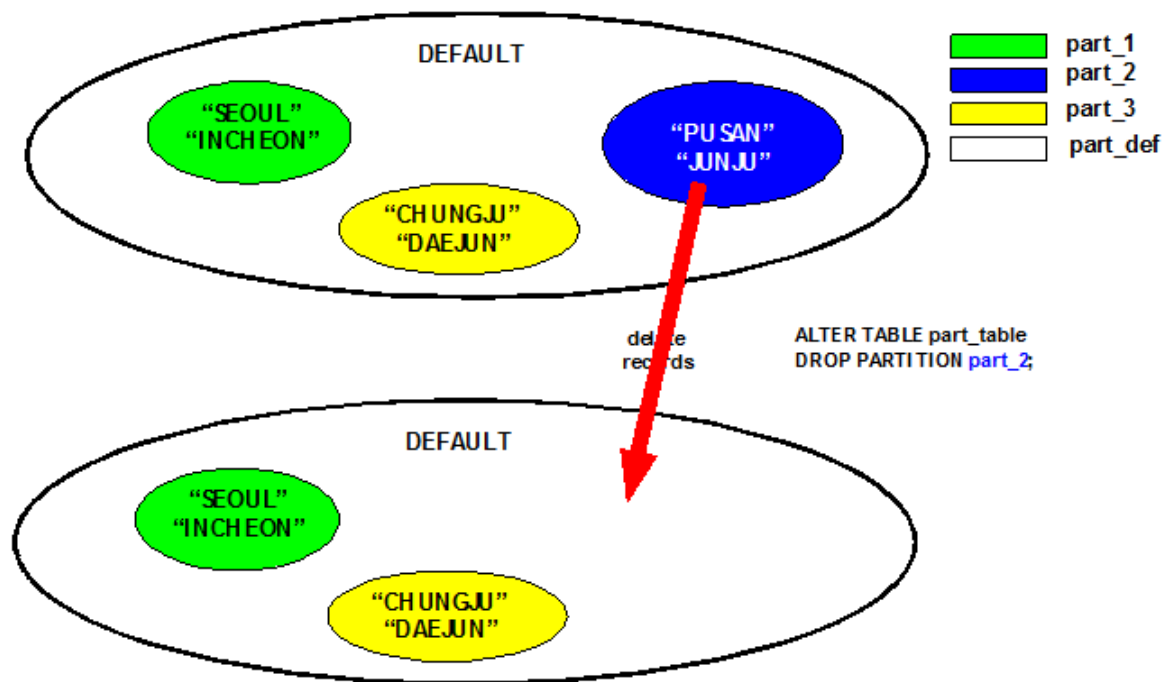 DEFAULT
“SEOUL”
“INCHEON”
“PUSAN”
“JUNJU”
“CHUNGJU”
“DAEJUN”
part_1
part_2
part_3
part_def
delete
records
ALTER TABLE part_table
DROP PARTITION part_2;
DEFAULT
“SEOUL”
“INCHEON”
“CHUNGJU”
“DAEJUN”